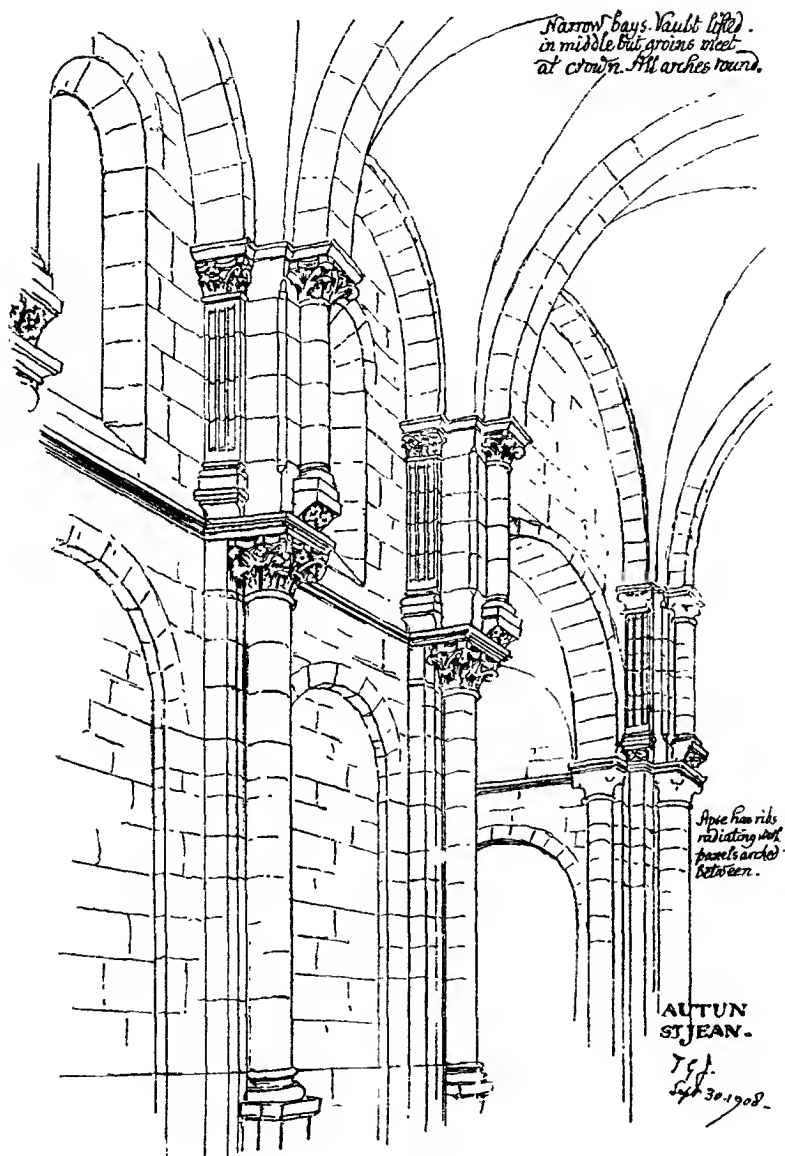 Narrow bays. Vault lifted.
in middle but groins meet
at crown. All arches round.
Apse has ribs
radiating with
panels arched
between.
AUTUN
ST JEAN.
T G J.
Sept 30. 1908.